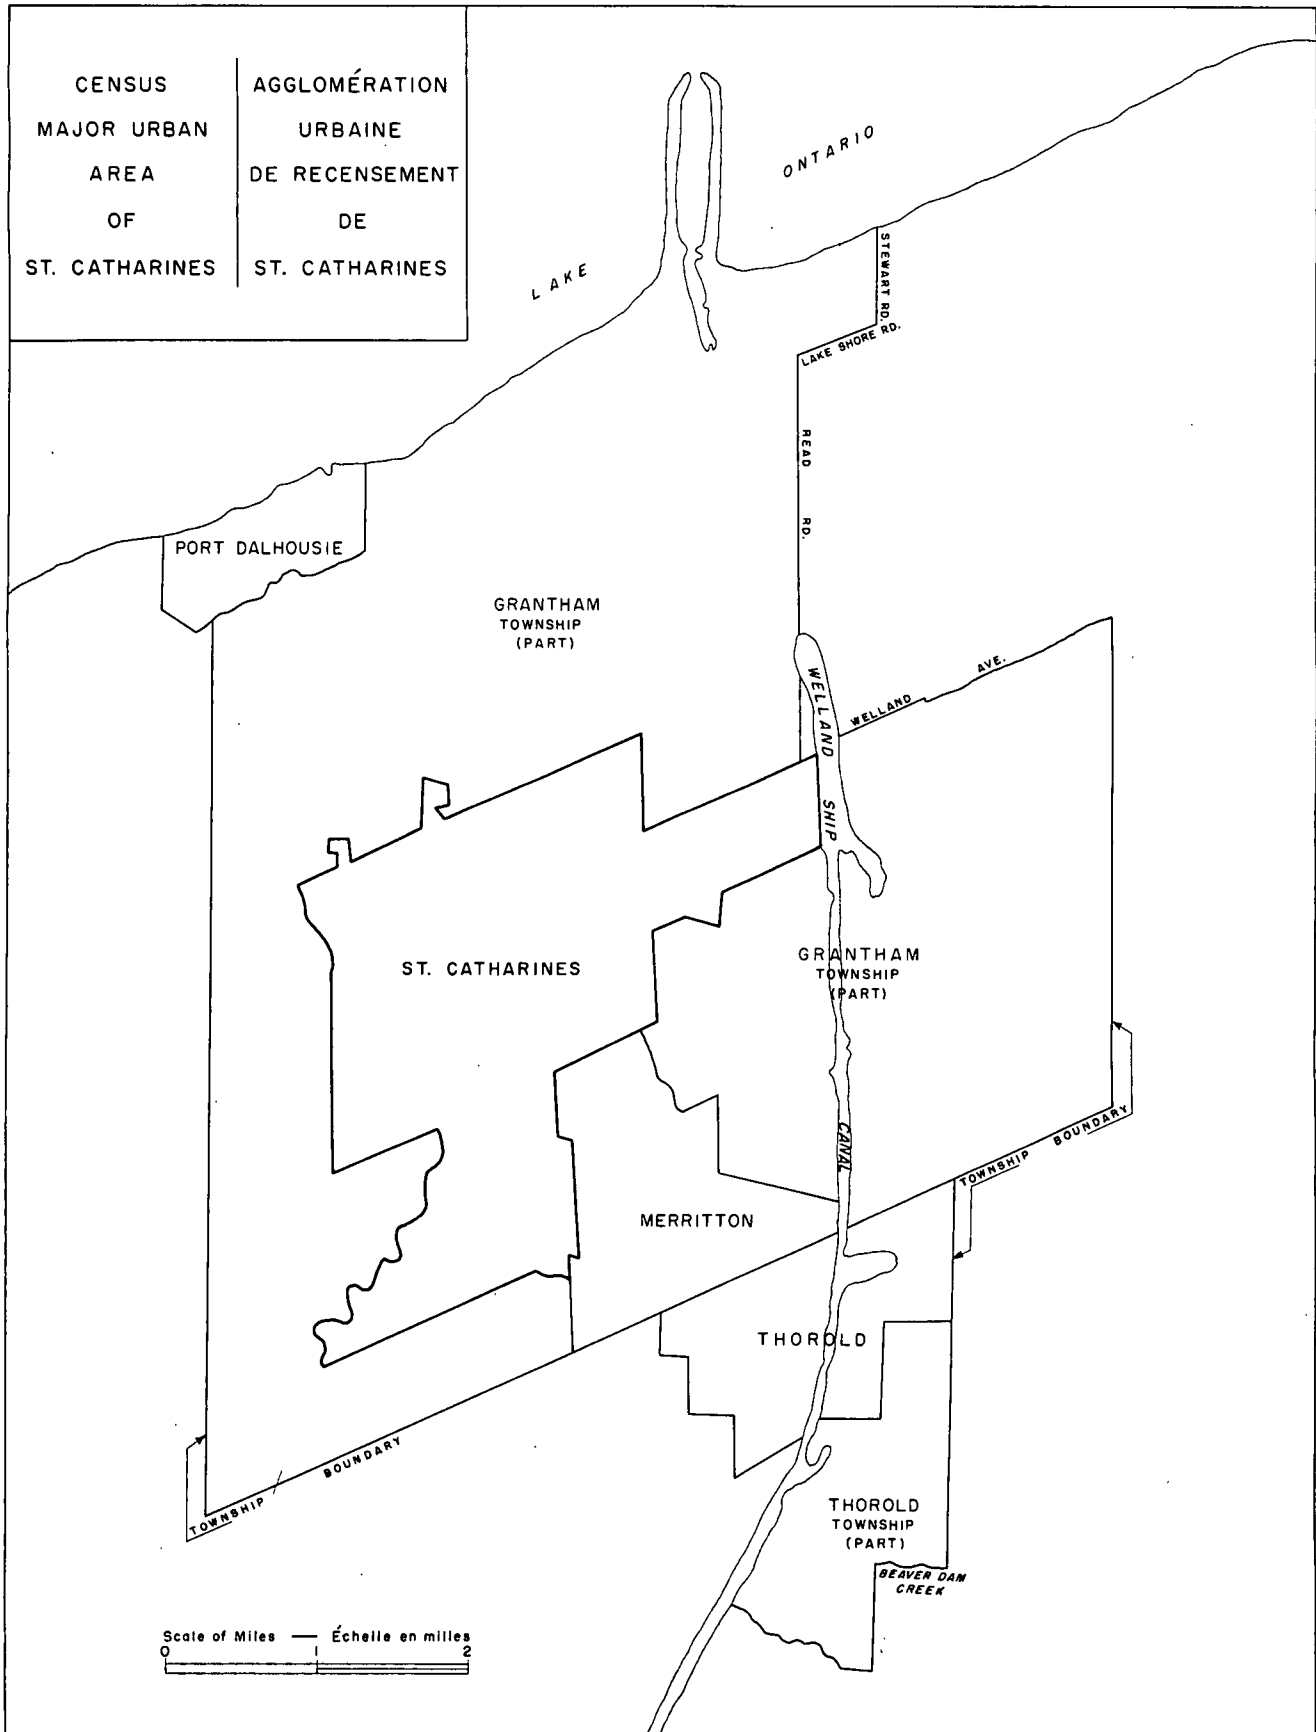 CENSUS
MAJOR URBAN
AREA
OF
ST. CATHARINES
AGGLOMÉRATION
URBAINE
DE RECENSEMENT
DE
ST. CATHARINES
LAKE ONTARIO
STEWART RD.
LAKE SHORE RD.
READ RD.
PORT DALHOUSIE
GRANTHAM
TOWNSHIP
(PART)
WELLAND AVE.
WELLAND SHIP CANAL
ST. CATHARINES
GRANTHAM
TOWNSHIP
(PART)
TOWNSHIP BOUNDARY
MERRITTON
THOROLD
TOWNSHIP BOUNDARY
THOROLD
TOWNSHIP
(PART)
BEAVER DAM
CREEK
Scale of Miles — Échelle en milles
0 1 2